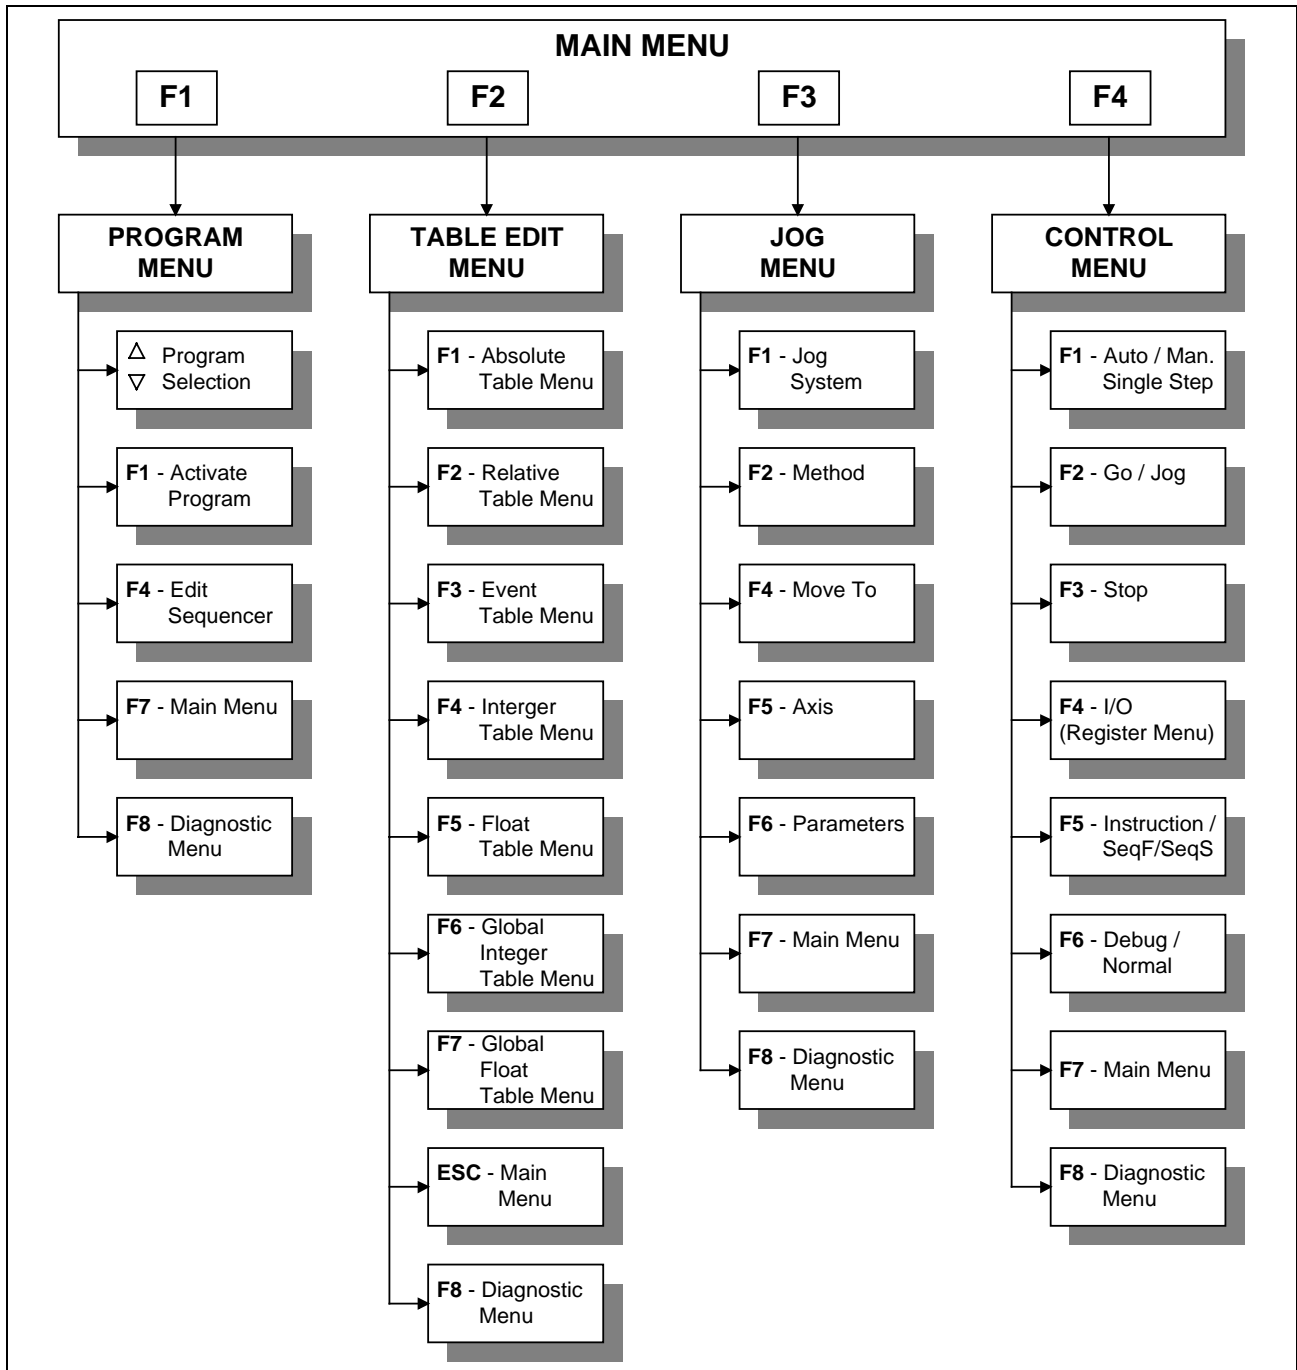 MAIN MENU
F1
F2
F3
F4
PROGRAM
MENU
△ Program
▽ Selection
F1 - Activate
Program
F4 - Edit
Sequencer
F7 - Main Menu
F8 - Diagnostic
Menu
TABLE EDIT
MENU
F1 - Absolute
Table Menu
F2 - Relative
Table Menu
F3 - Event
Table Menu
F4 - Interger
Table Menu
F5 - Float
Table Menu
F6 - Global
Integer
Table Menu
F7 - Global
Float
Table Menu
ESC - Main
Menu
F8 - Diagnostic
Menu
JOG
MENU
F1 - Jog
System
F2 - Method
F4 - Move To
F5 - Axis
F6 - Parameters
F7 - Main Menu
F8 - Diagnostic
Menu
CONTROL
MENU
F1 - Auto / Man.
Single Step
F2 - Go / Jog
F3 - Stop
F4 - I/O
(Register Menu)
F5 - Instruction /
SeqF/SeqS
F6 - Debug /
Normal
F7 - Main Menu
F8 - Diagnostic
Menu